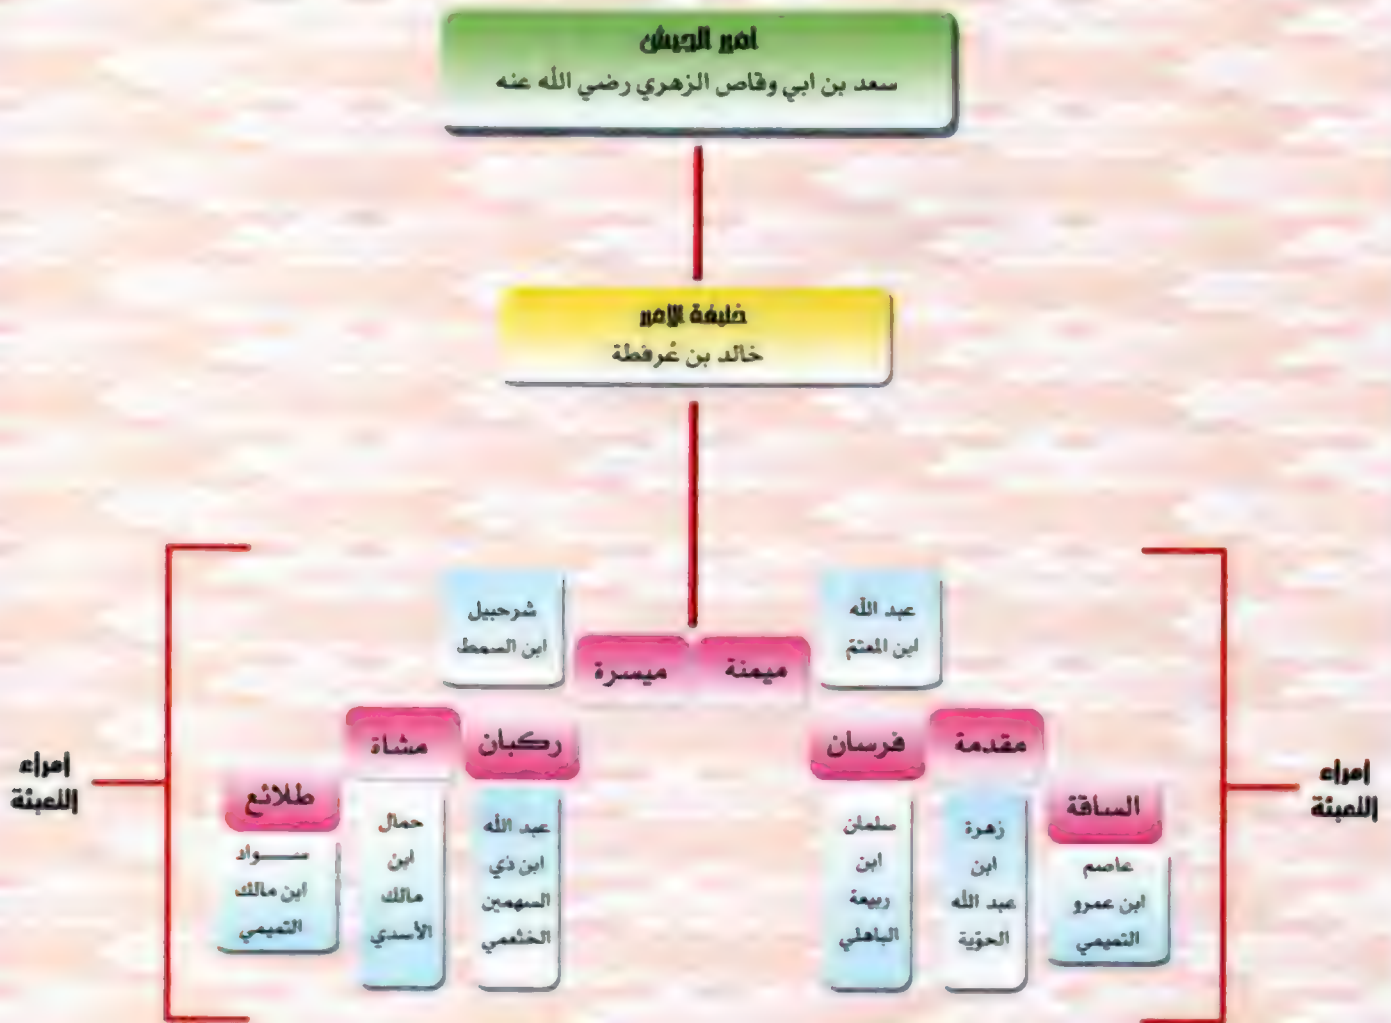 امير الجيش
سعد بن ابي وقاص الزهري رضي الله عنه
خليفة الامير
خالد بن عُرفطة
عبد الله
ابن المعتمّ
شرحبيل
ابن السمط
ميمنة
ميسرة
فرسان
سلمان
ابن
ربيعة
الباهلي
مقدمة
زهرة
ابن
عبد الله
الحوّية
الساقة
عاصم
ابن عمرو
التميمي
ركبان
عبد الله
ابن ذي
السهمين
الخثعمي
مشاة
حمال
ابن
مالك
الأسدي
طلائع
ســـواد
ابن مالك
التميمي
امراء
التعبئة
امراء
التعبئة